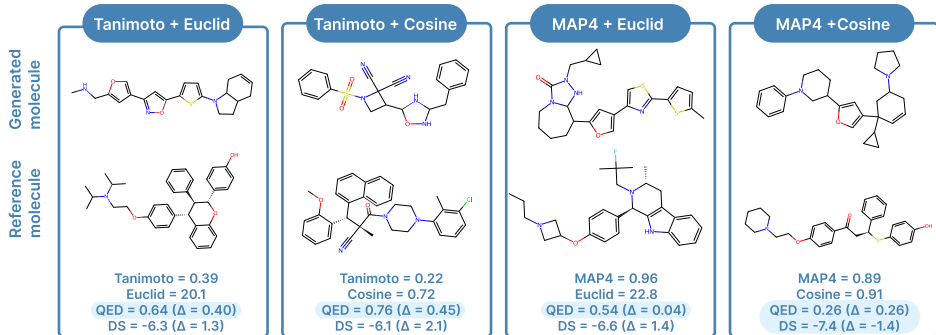 Tanimoto + Euclid
Tanimoto + Cosine
MAP4 + Euclid
MAP4 +Cosine
Generated
molecule
Reference
molecule
Tanimoto = 0.39
Euclid = 20.1
QED = 0.64 (Δ = 0.40)
DS = -6.3 (Δ = 1.3)
Tanimoto = 0.22
Cosine = 0.72
QED = 0.76 (Δ = 0.45)
DS = -6.1 (Δ = 2.1)
MAP4 = 0.96
Euclid = 22.8
QED = 0.54 (Δ = 0.04)
DS = -6.6 (Δ = 1.4)
MAP4 = 0.89
Cosine = 0.91
QED = 0.26 (Δ = 0.26)
DS = -7.4 (Δ = -1.4)